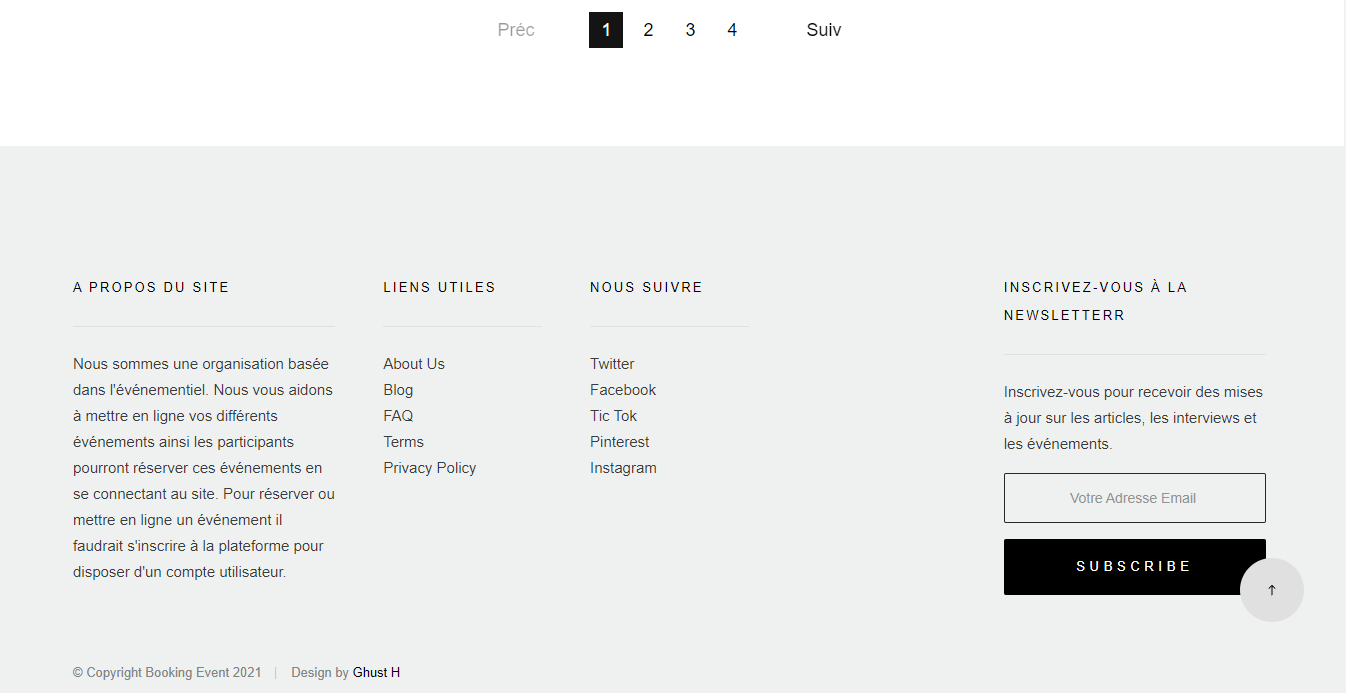 Préc 1 2 3 4 Suiv
A PROPOS DU SITE
Nous sommes une organisation basée
dans l'événementiel. Nous vous aidons
à mettre en ligne vos différents
événements ainsi les participants
pourront réserver ces événements en
se connectant au site. Pour réserver ou
mettre en ligne un événement il
faudrait s'inscrire à la plateforme pour
disposer d'un compte utilisateur.
LIENS UTILES
About Us
Blog
FAQ
Terms
Privacy Policy
NOUS SUIVRE
Twitter
Facebook
Tic Tok
Pinterest
Instagram
INSCRIVEZ-VOUS À LA
NEWSLETTERR
Inscrivez-vous pour recevoir des mises
à jour sur les articles, les interviews et
les événements.
Votre Adresse Email
SUBSCRIBE
© Copyright Booking Event 2021 | Design by Ghust H